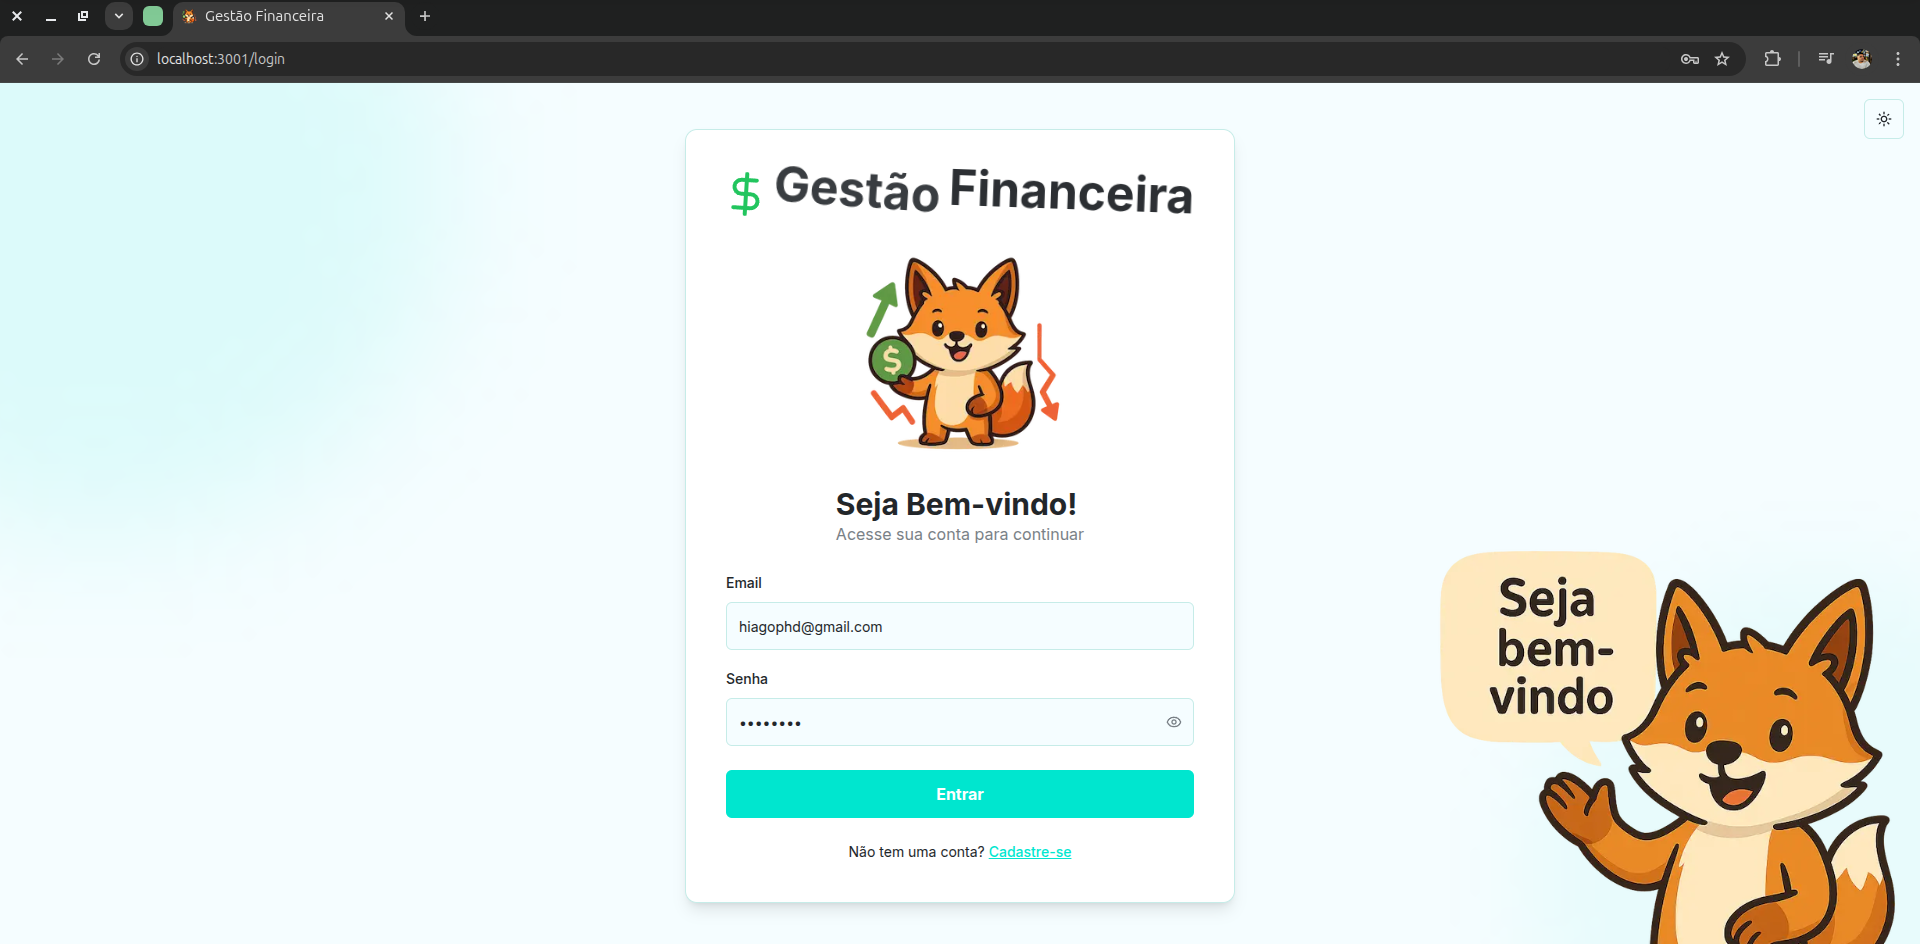 Gestão Financeira
localhost:3001/login
$ Gestão Financeira
$
Seja Bem-vindo!
Acesse sua conta para continuar
Email
hiagophd@gmail.com
Senha
••••••••
Entrar
Não tem uma conta? Cadastre-se
Seja
bem-
vindo